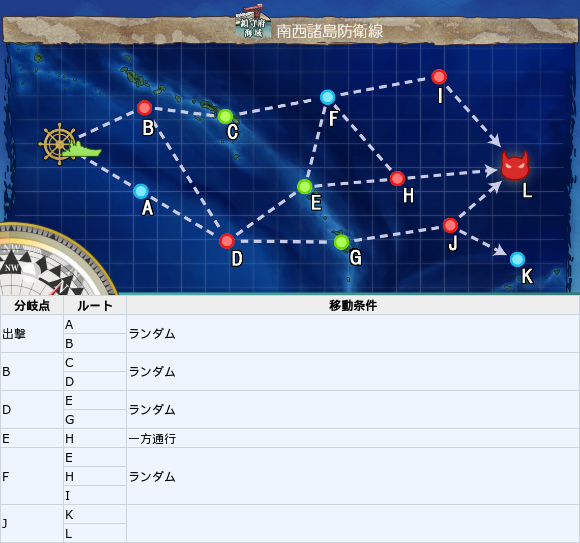 鎮守府
海域
南西諸島防衛線
I
F
B
C
L
E
H
A
J
D
G
K
NW
NW
分岐点 ルート 移動条件
出撃 A ランダム
B
B C ランダム
D
D E ランダム
G
E H 一方通行
F E ランダム
H
I
J K
L